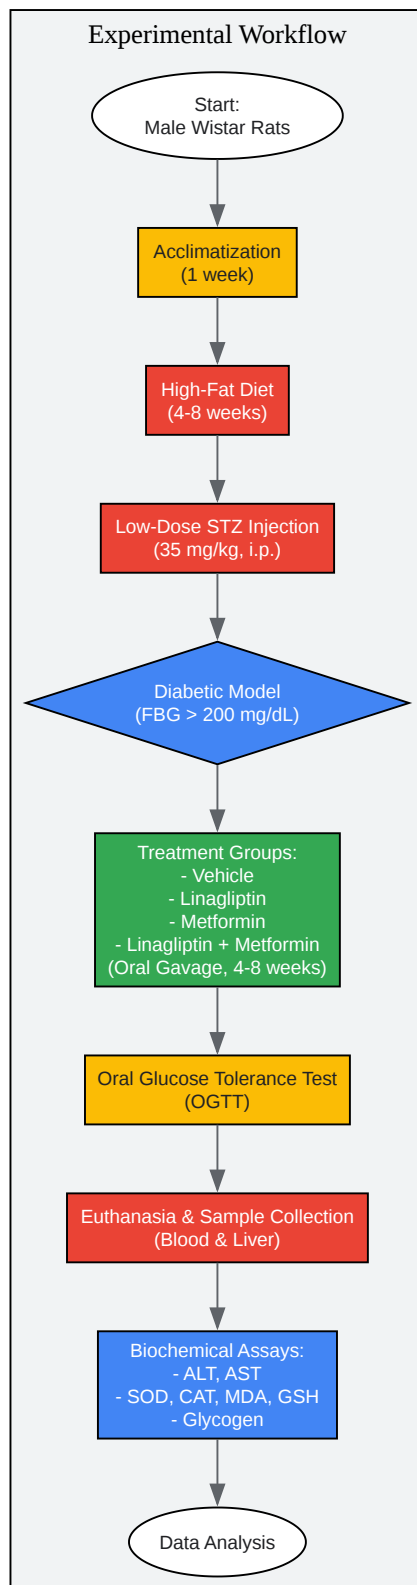 Experimental Workflow
Start:
Male Wistar Rats
Acclimatization
(1 week)
High-Fat Diet
(4-8 weeks)
Low-Dose STZ Injection
(35 mg/kg, i.p.)
Diabetic Model
(FBG > 200 mg/dL)
Treatment Groups:
- Vehicle
- Linagliptin
- Metformin
- Linagliptin + Metformin
(Oral Gavage, 4-8 weeks)
Oral Glucose Tolerance Test
(OGTT)
Euthanasia & Sample Collection
(Blood & Liver)
Biochemical Assays:
- ALT, AST
- SOD, CAT, MDA, GSH
- Glycogen
Data Analysis